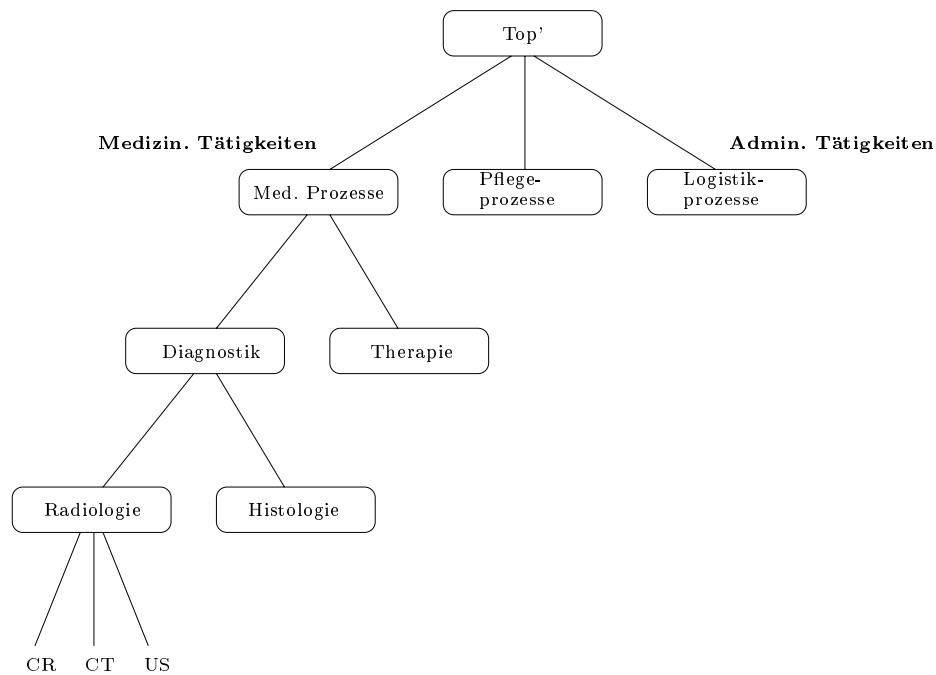 Top'
Medizin. Tätigkeiten
Admin. Tätigkeiten
Med. Prozesse
Pflege-
prozesse
Logistik-
prozesse
Diagnostik
Therapie
Radiologie
Histologie
CR
CT
US